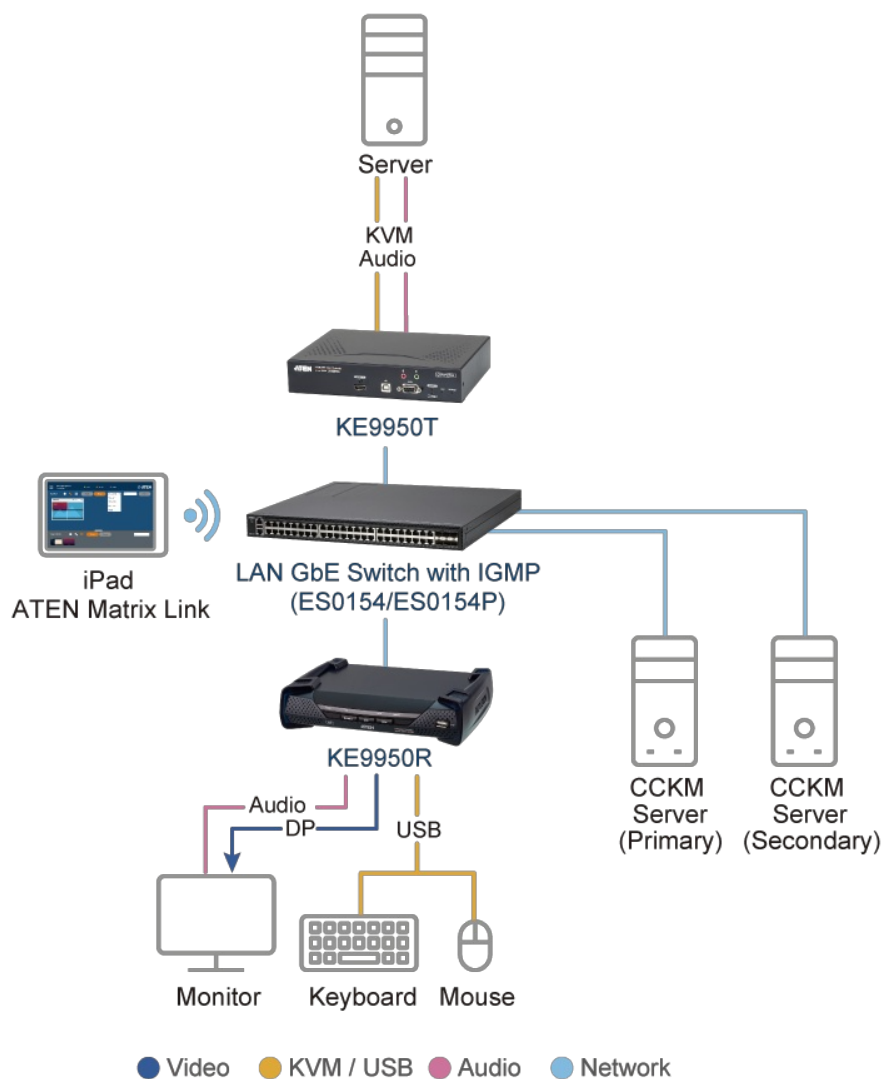 Server
KVM
Audio
ATEN
KE9950T
LAN GbE Switch with IGMP
(ES0154/ES0154P)
iPad
ATEN Matrix Link
KE9950R
Audio
DP
USB
CCKM
Server
(Primary)
CCKM
Server
(Secondary)
Monitor
Keyboard
Mouse
Video
KVM / USB
Audio
Network